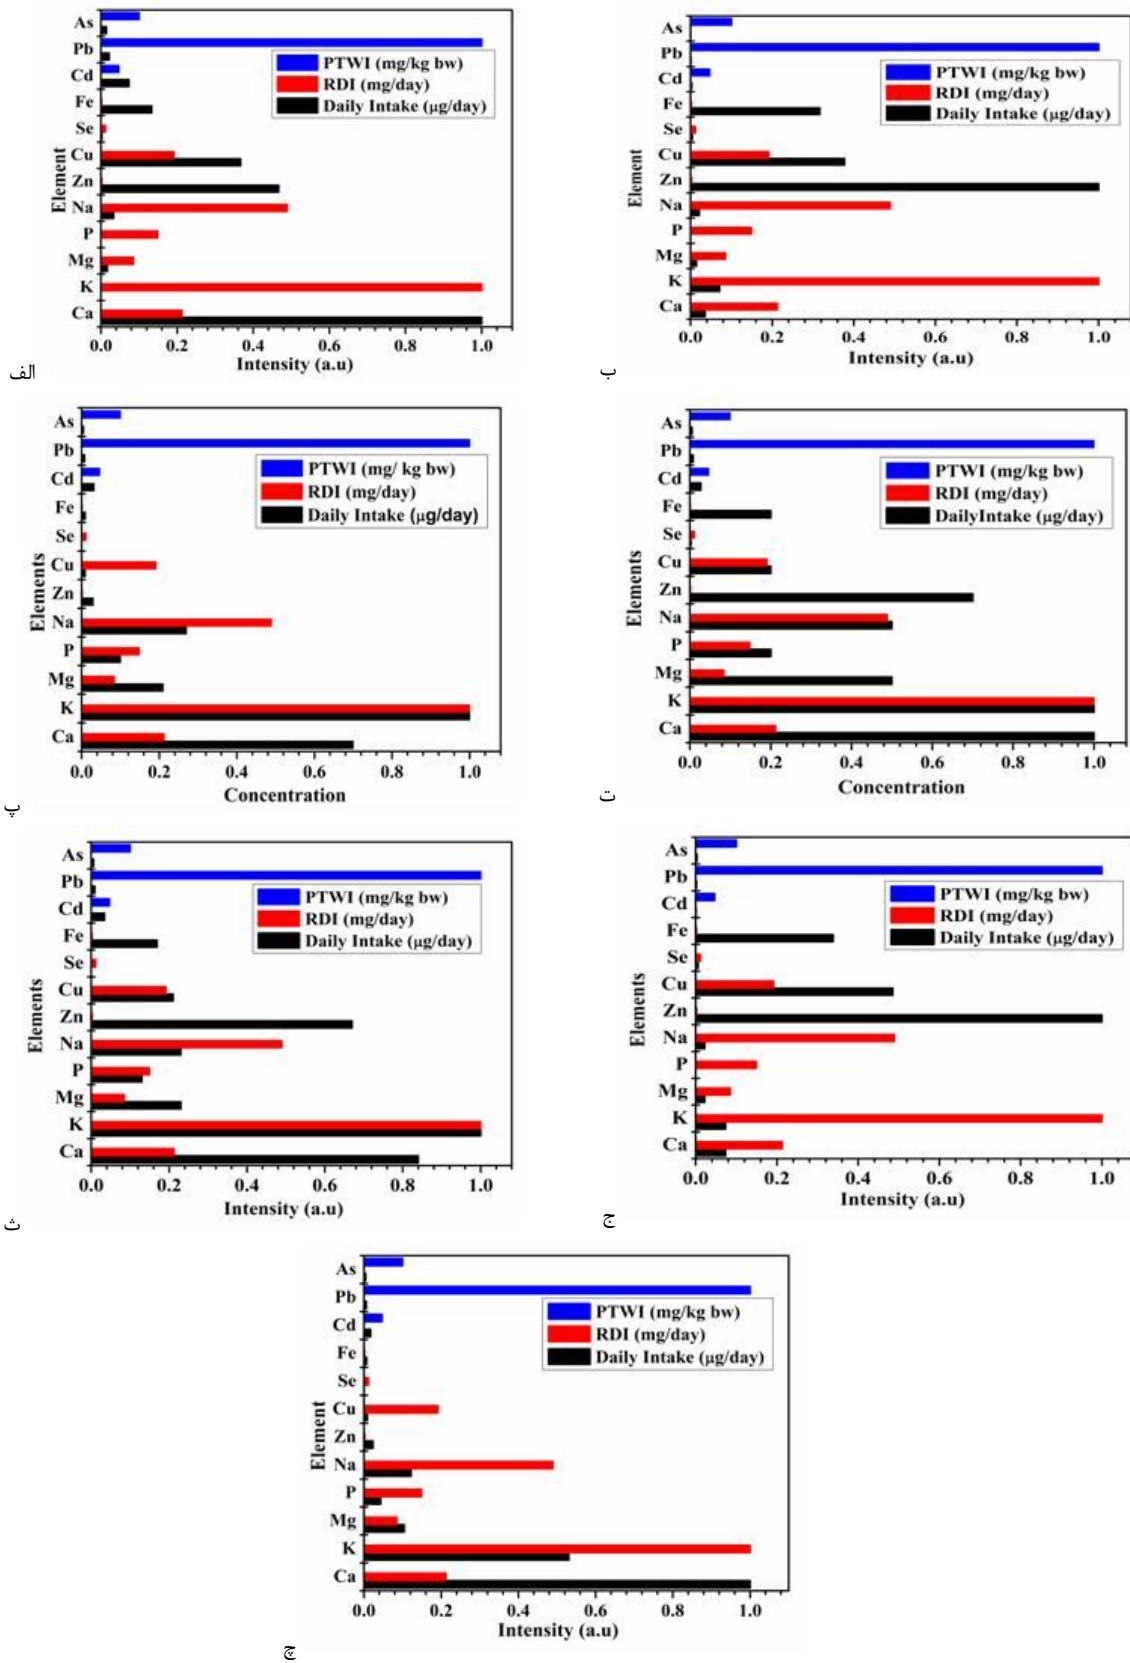 As
Pb
Cd
Fe
Se
Cu
Zn
Na
P
Mg
K
Ca
Element
PTWI (mg/kg bw)
RDI (mg/day)
Daily Intake (µg/day)
0.0 0.2 0.4 0.6 0.8 1.0
Intensity (a.u)
الف
As
Pb
Cd
Fe
Se
Cu
Zn
Na
P
Mg
K
Ca
Element
PTWI (mg/kg bw)
RDI (mg/day)
Daily Intake (µg/day)
0.0 0.2 0.4 0.6 0.8 1.0
Intensity (a.u)
ب
As
Pb
Cd
Fe
Se
Cu
Zn
Na
P
Mg
K
Ca
Elements
PTWI (mg/ kg bw)
RDI (mg/day)
Daily Intake (µg/day)
0.0 0.2 0.4 0.6 0.8 1.0
Concentration
پ
As
Pb
Cd
Fe
Se
Cu
Zn
Na
P
Mg
K
Ca
Elements
PTWI (mg/kg bw)
RDI (mg/day)
DailyIntake (µg/day)
0.0 0.2 0.4 0.6 0.8 1.0
Concentration
ت
As
Pb
Cd
Fe
Se
Cu
Zn
Na
P
Mg
K
Ca
Elements
PTWI (mg/kg bw)
RDI (mg/day)
Daily Intake (µg/day)
0.0 0.2 0.4 0.6 0.8 1.0
Intensity (a.u)
ث
As
Pb
Cd
Fe
Se
Cu
Zn
Na
P
Mg
K
Ca
Elements
PTWI (mg/kg bw)
RDI (mg/day)
Daily Intake (µg/day)
0.0 0.2 0.4 0.6 0.8 1.0
Intensity (a.u)
ج
As
Pb
Cd
Fe
Se
Cu
Zn
Na
P
Mg
K
Ca
Element
PTWI (mg/kg bw)
RDI (mg/day)
Daily Intake (µg/day)
0.0 0.2 0.4 0.6 0.8 1.0
Intensity (a.u)
چ